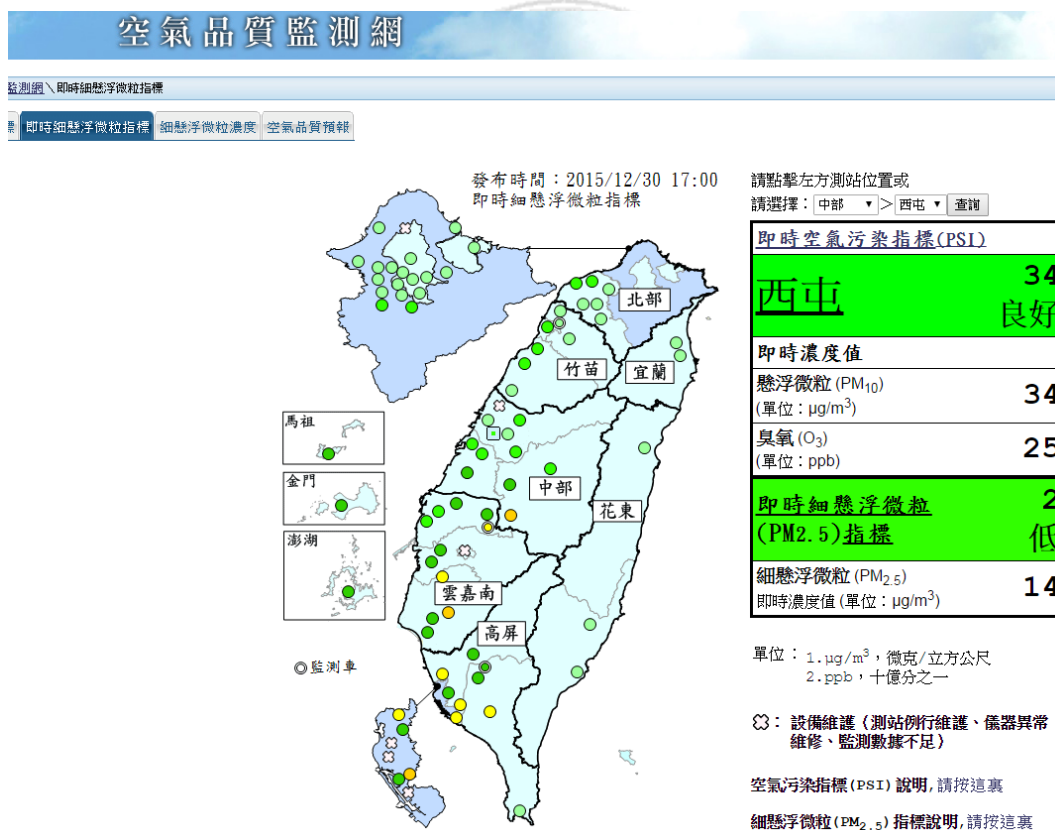 空氣品質監測網
監測網\即時細懸浮微粒指標
即時細懸浮微粒指標 細懸浮微粒濃度 空氣品質預報
發布時間：2015/12/30 17:00
即時細懸浮微粒指標
北部
竹苗
宜蘭
馬祖
金門
中部
花東
澎湖
雲嘉南
高屏
◎監測車
請點擊左方測站位置或
請選擇：中部 > 西屯 查詢
即時空氣污染指標(PSI)
西屯 34
良好
即時濃度值
懸浮微粒 (PM10) 34
(單位：μg/m3)
臭氧 (O3) 25
(單位：ppb)
即時細懸浮微粒 2
(PM2.5)指標 低
細懸浮微粒 (PM2.5) 14
即時濃度值 (單位：μg/m3)
單位：1.μg/m3，微克/立方公尺
2.ppb，十億分之一
：設備維護（測站例行維護、儀器異常
維修、監測數據不足）
空氣污染指標(PSI)說明,請按這裏
細懸浮微粒(PM2.5)指標說明,請按這裏